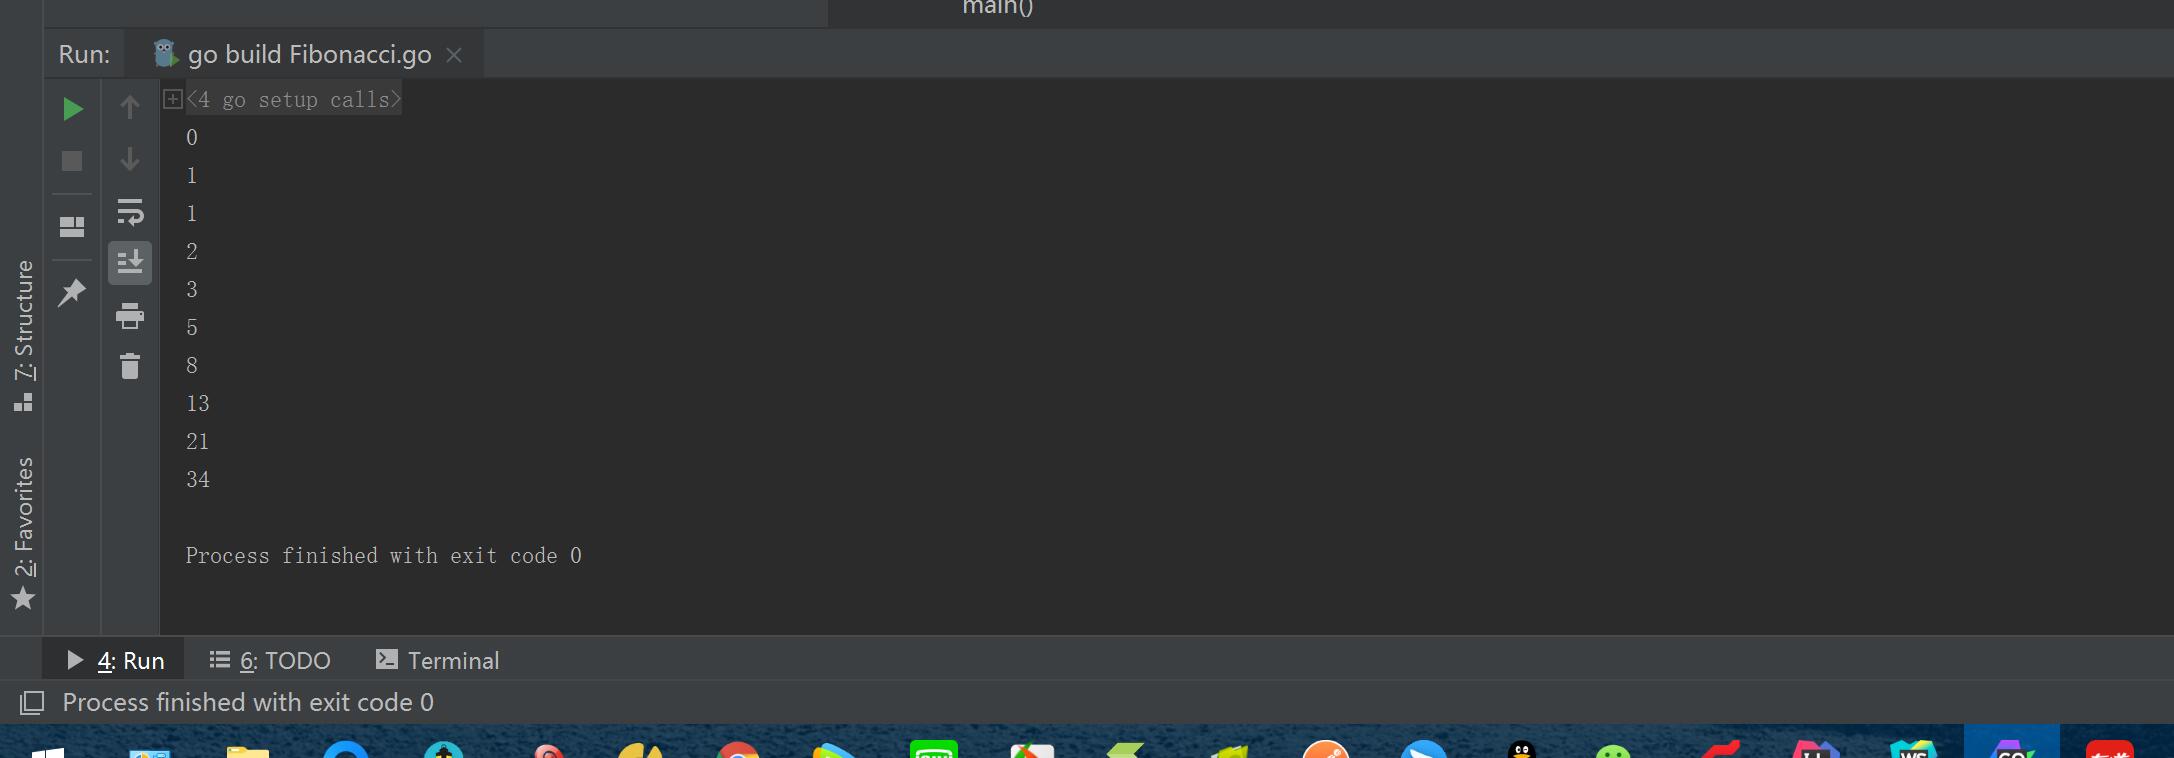 main()
Run:
go build Fibonacci.go
<4 go setup calls>
0
1
1
2
3
5
8
13
21
34
Process finished with exit code 0
7: Structure
2: Favorites
4: Run
6: TODO
Terminal
Process finished with exit code 0
WS
GO